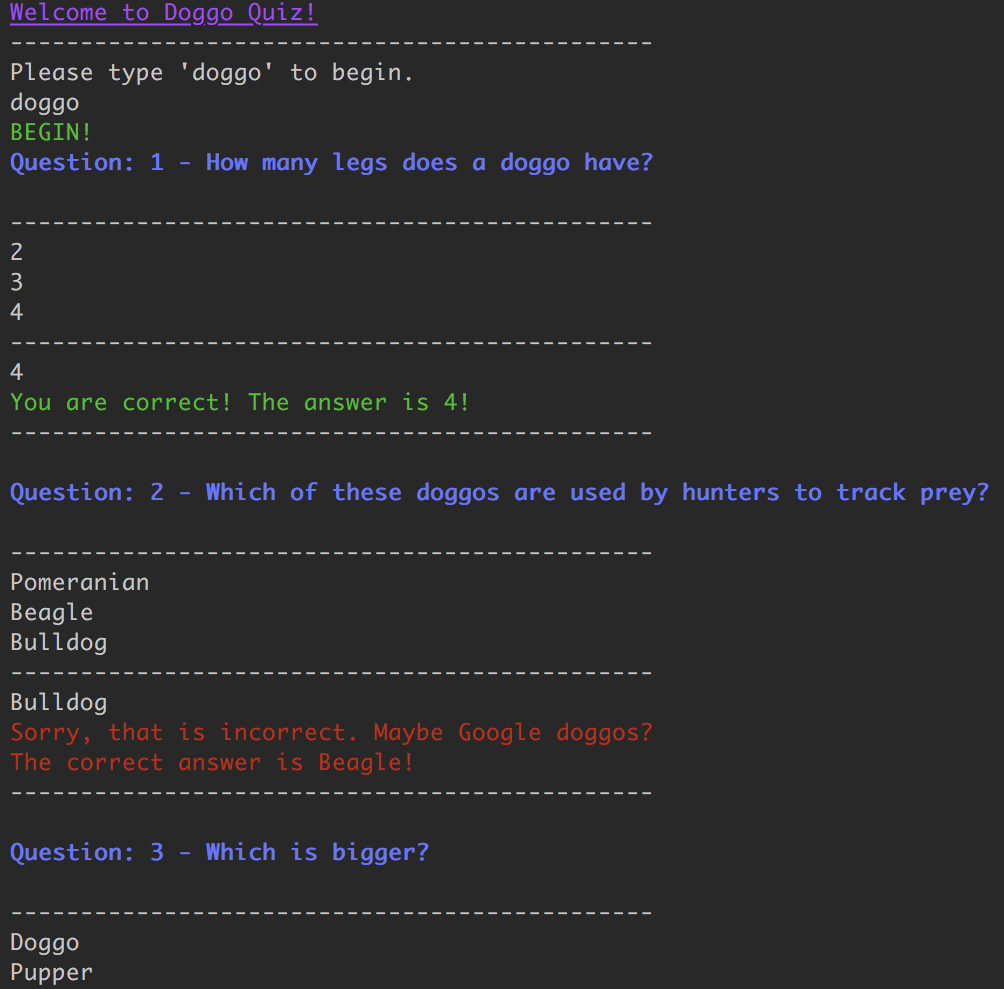 Welcome to Doggo Quiz!
----------------------------------------------
Please type 'doggo' to begin.
doggo
BEGIN!
Question: 1 - How many legs does a doggo have?
----------------------------------------------
2
3
4
----------------------------------------------
4
You are correct! The answer is 4!
----------------------------------------------
Question: 2 - Which of these doggos are used by hunters to track prey?
----------------------------------------------
Pomeranian
Beagle
Bulldog
----------------------------------------------
Bulldog
Sorry, that is incorrect. Maybe Google doggos?
The correct answer is Beagle!
----------------------------------------------
Question: 3 - Which is bigger?
----------------------------------------------
Doggo
Pupper